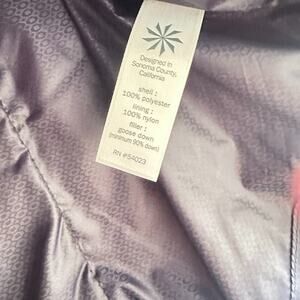 Designed in
Sonoma County,
California
shell :
100% polyester
lining :
100% nylon
filler :
goose down
(minimum 90% down)
RN #54023